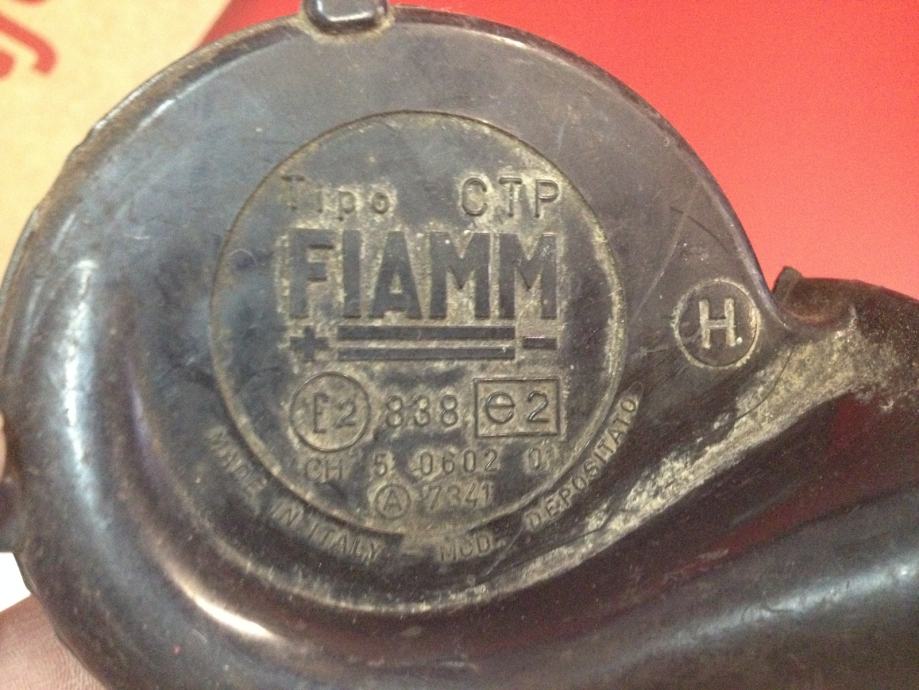 Tipo CTP
FIAMM
+ -
E2 838 e2
CH 5 0602 01
A 7341
MADE IN ITALY - MOD. DEPOSITATO
H.